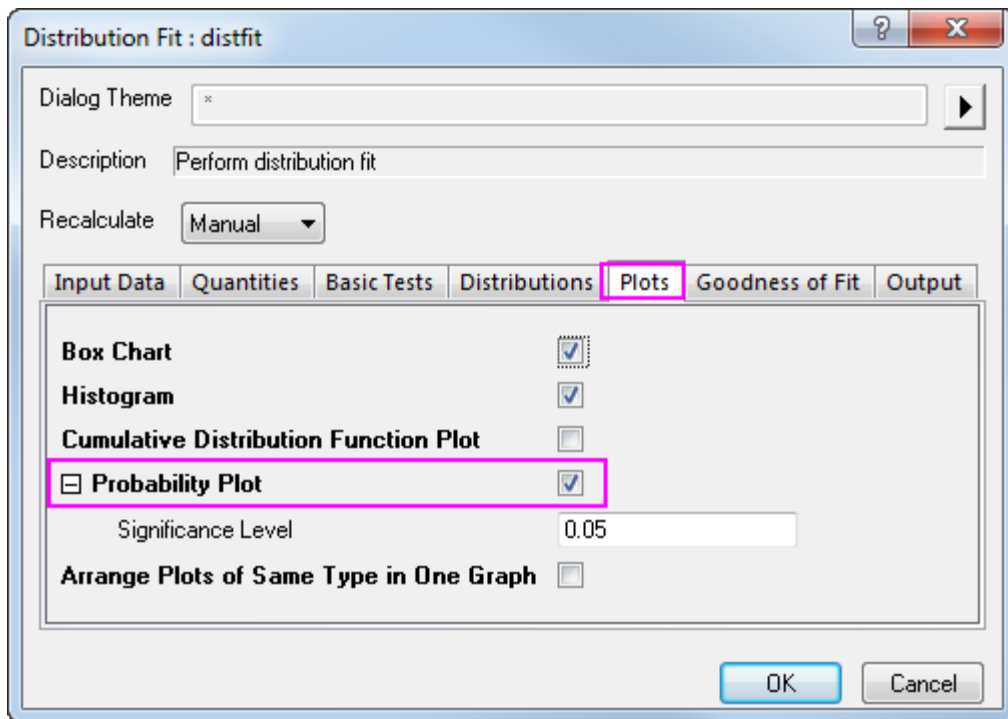 Distribution Fit : distfit
?
Dialog Theme *
Description Perform distribution fit
Recalculate Manual
Input Data Quantities Basic Tests Distributions Plots Goodness of Fit Output
Box Chart
Histogram
Cumulative Distribution Function Plot
Probability Plot
Significance Level 0.05
Arrange Plots of Same Type in One Graph
OK Cancel